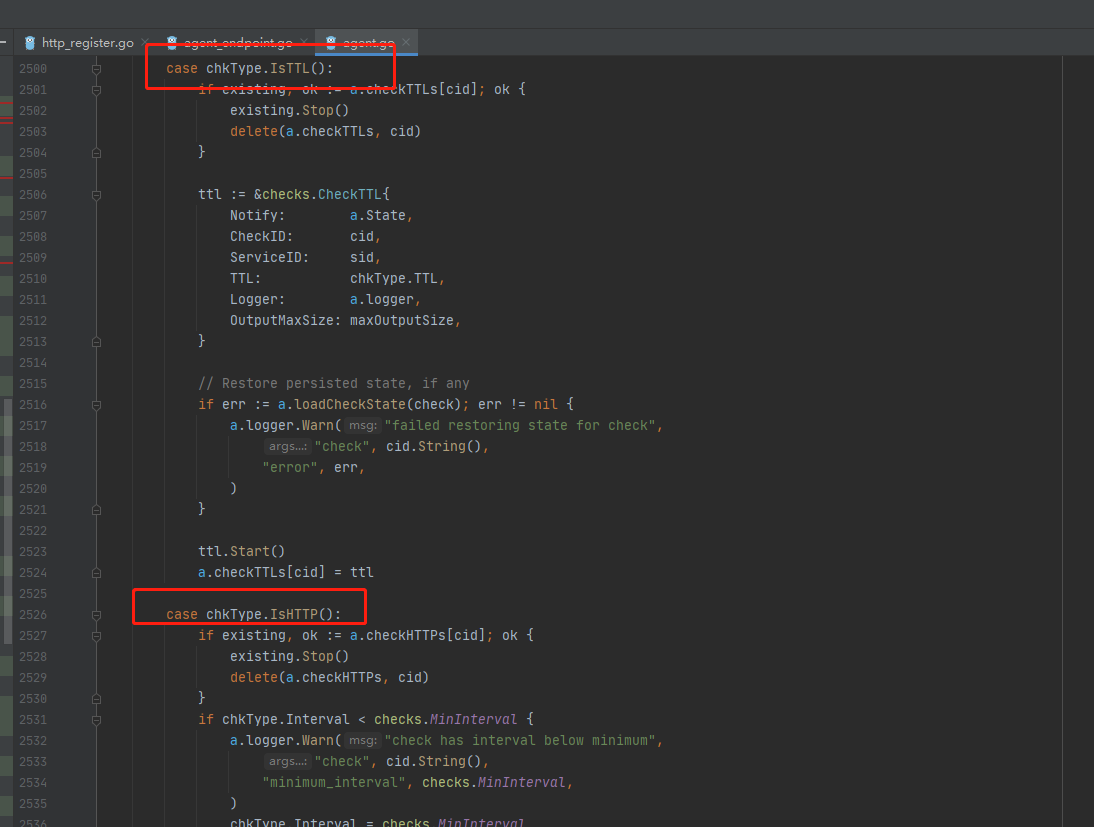 http_register.go agent_endpoint.go agent.go
2500 case chkType.IsTTL():
2501 if existing, ok := a.checkTTLs[cid]; ok {
2502 existing.Stop()
2503 delete(a.checkTTLs, cid)
2504 }
2505
2506 ttl := &checks.CheckTTL{
2507 Notify: a.State,
2508 CheckID: cid,
2509 ServiceID: sid,
2510 TTL: chkType.TTL,
2511 Logger: a.logger,
2512 OutputMaxSize: maxOutputSize,
2513 }
2514
2515 // Restore persisted state, if any
2516 if err := a.loadCheckState(check); err != nil {
2517 a.logger.Warn( msg: "failed restoring state for check",
2518 args...: "check", cid.String(),
2519 "error", err,
2520 )
2521 }
2522
2523 ttl.Start()
2524 a.checkTTLs[cid] = ttl
2525
2526 case chkType.IsHTTP():
2527 if existing, ok := a.checkHTTPs[cid]; ok {
2528 existing.Stop()
2529 delete(a.checkHTTPs, cid)
2530 }
2531 if chkType.Interval < checks.MinInterval {
2532 a.logger.Warn( msg: "check has interval below minimum",
2533 args...: "check", cid.String(),
2534 "minimum_interval", checks.MinInterval,
2535 )
2536 chkType.Interval = checks.MinInterval